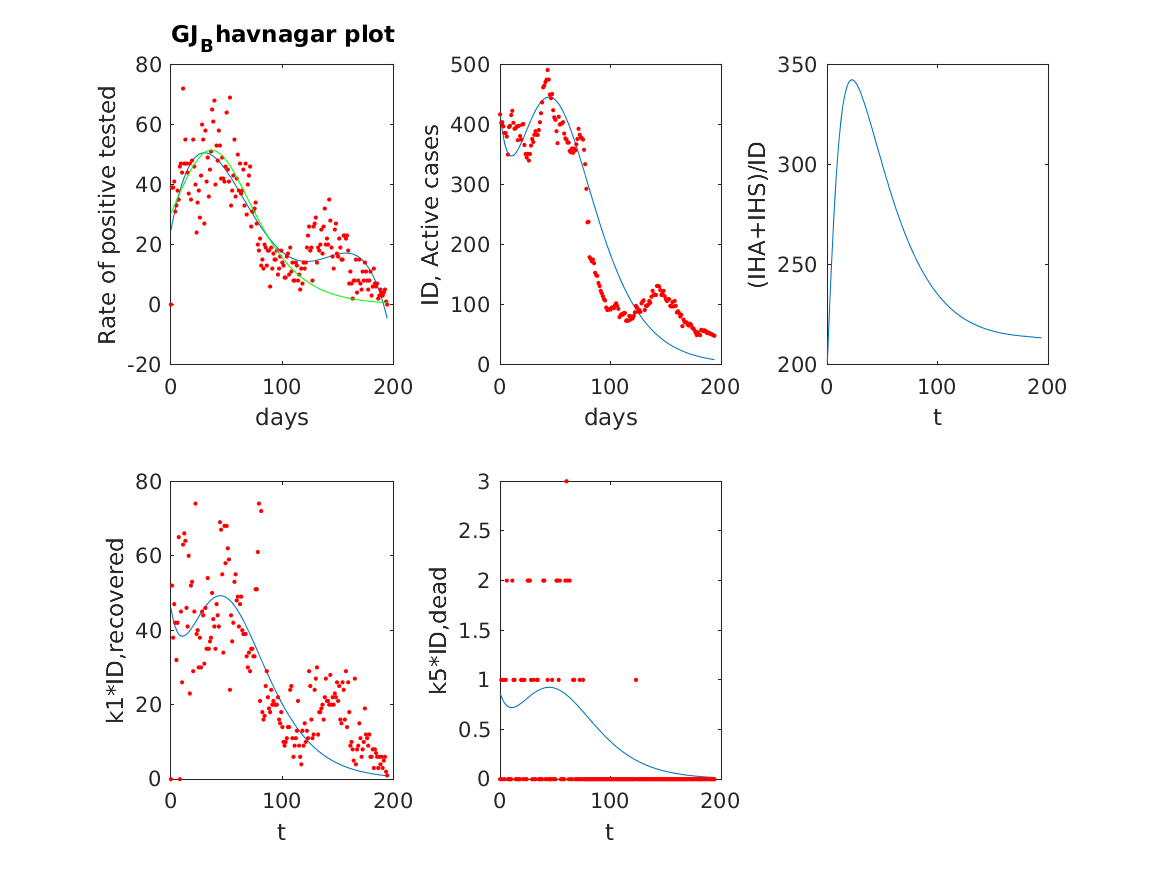 GJBhavnagar plot
80
60
40
20
0
-20
0 100 200
Rate of positive tested
days
500
400
300
200
100
0
0 100 200
ID, Active cases
days
350
300
250
200
0 100 200
(IHA+IHS)/ID
t
80
60
40
20
0
0 100 200
k1*ID,recovered
t
3
2.5
2
1.5
1
0.5
0
0 100 200
k5*ID,dead
t